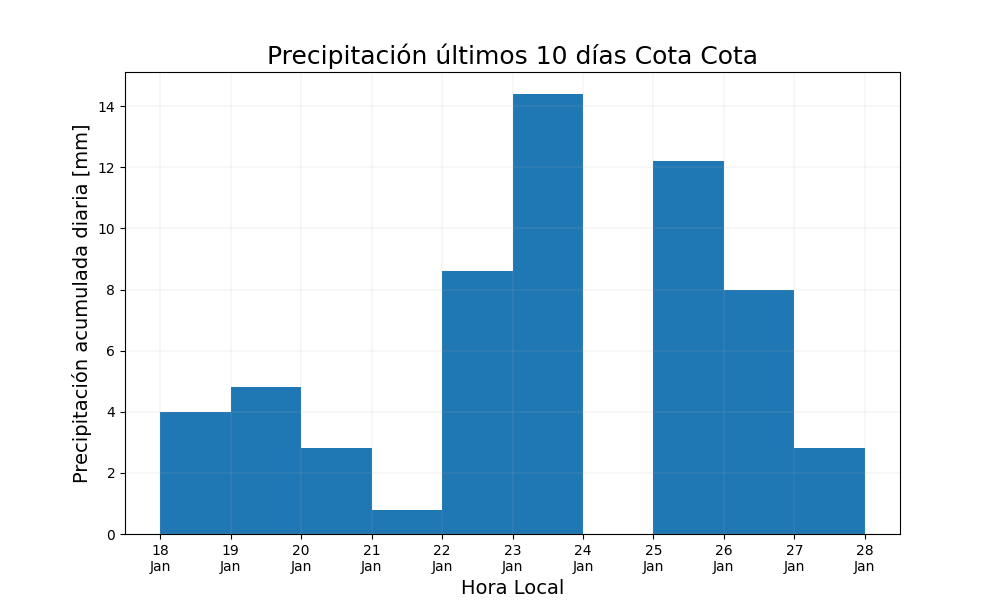 Precipitación últimos 10 días Cota Cota
Precipitación acumulada diaria [mm]
14
12
10
8
6
4
2
0
18 19 20 21 22 23 24 25 26 27 28
Jan Jan Jan Jan Jan Jan Jan Jan Jan Jan Jan
Hora Local